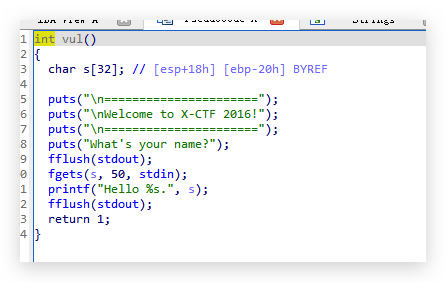 IDA View-A Pseudocode-A Strings
1 int vul()
2 {
3 char s[32]; // [esp+18h] [ebp-20h] BYREF
4
5 puts("\n======================");
6 puts("\nWelcome to X-CTF 2016!");
7 puts("\n======================");
8 puts("What's your name?");
9 fflush(stdout);
0 fgets(s, 50, stdin);
1 printf("Hello %s.", s);
2 fflush(stdout);
3 return 1;
4 }